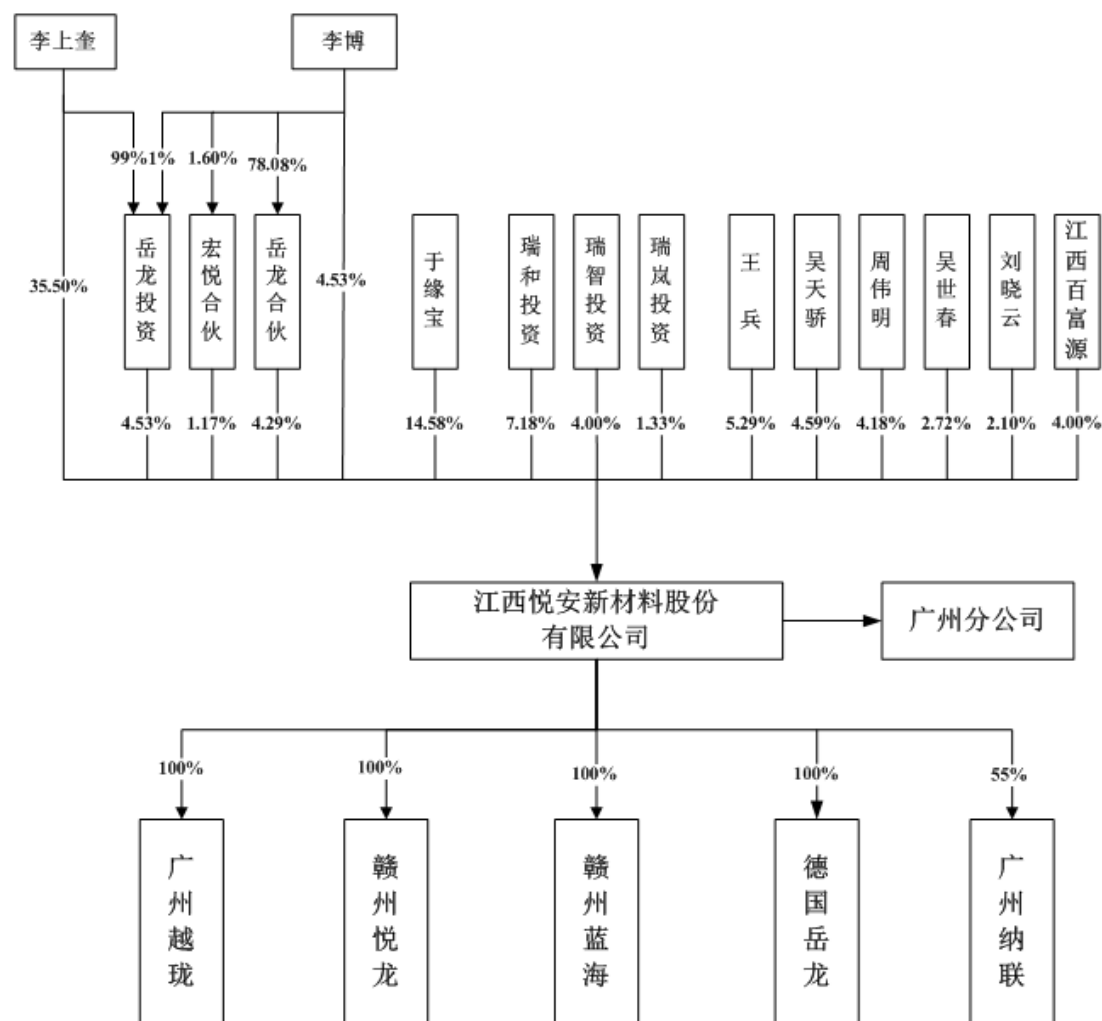 李上奎
李博
99%
1%
1.60%
78.08%
岳龙投资
宏悦合伙
岳龙合伙
于缘宝
瑞和投资
瑞智投资
瑞岚投资
王兵
吴天骄
周伟明
吴世春
刘晓云
江西百富源
35.50%
4.53%
4.53%
1.17%
4.29%
14.58%
7.18%
4.00%
1.33%
5.29%
4.59%
4.18%
2.72%
2.10%
4.00%
江西悦安新材料股份
有限公司
广州分公司
100%
100%
100%
100%
55%
广州越珑
赣州悦龙
赣州蓝海
德国岳龙
广州纳联